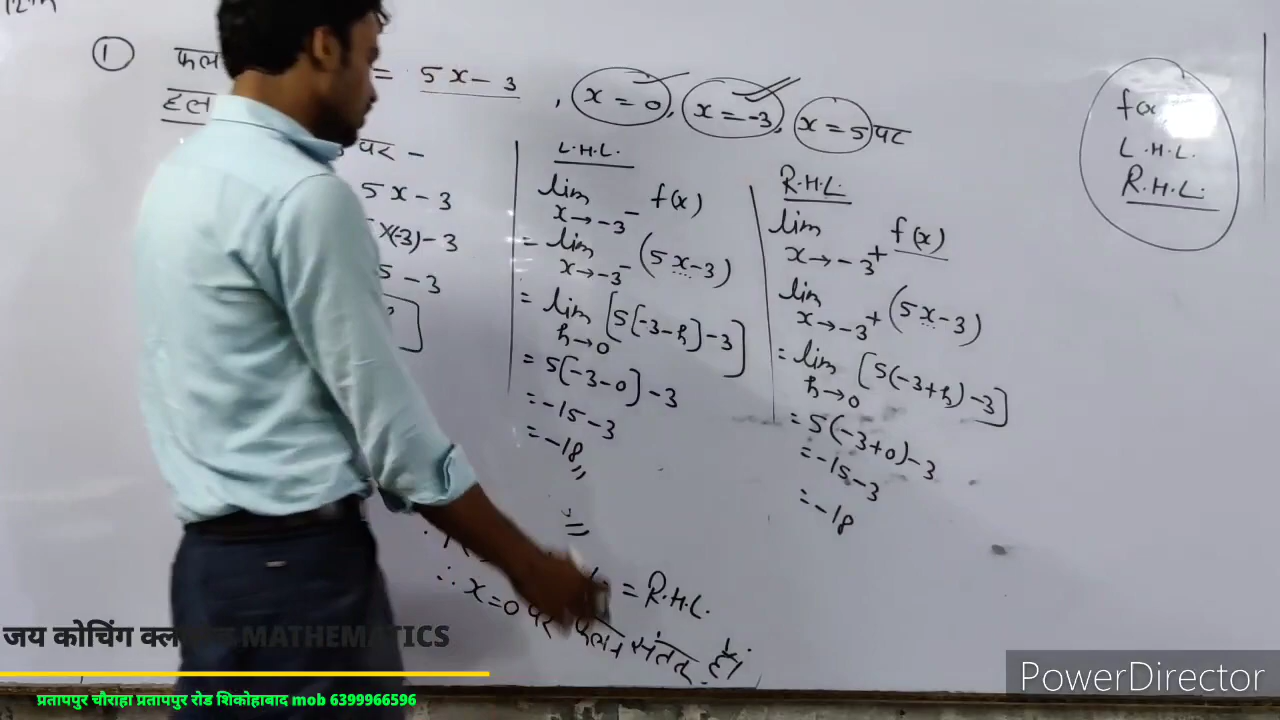 ① फल = 5x - 3 , x = 0 , x = -3 , x = 5 पर
हल
पर -
5x - 3
x(-3) - 3
5 - 3
L.H.L.
lim x→-3⁻ f(x)
= lim x→-3⁻ (5x-3)
= lim h→0 [5[-3-h]-3]
= 5[-3-0]-3
= -15-3
= -18,,
=
R.H.L.
lim x→-3+ f(x)
lim x→-3+ (5x-3)
= lim h→0 [5(-3+h)-3]
= 5(-3+0)-3
= -15-3
= -18
f(x
L.H.L.
R.H.L.
= R.H.L.
∴ x=0 पर फलन संतत है।
जय कोचिंग क्ला MATHEMATICS
प्रतापपुर चौराहा प्रतापपुर रोड शिकोहाबाद mob 6399966596
PowerDirector